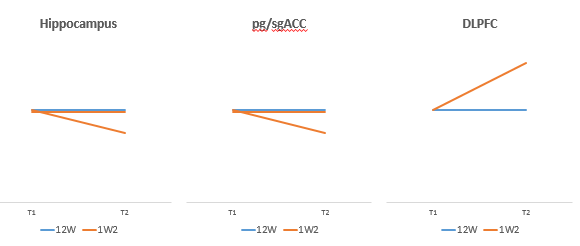 Hippocampus
pg/sgACC
DLPFC
T1 T2
T1 T2
T1 T2
12W 1W2
12W 1W2
12W 1W2